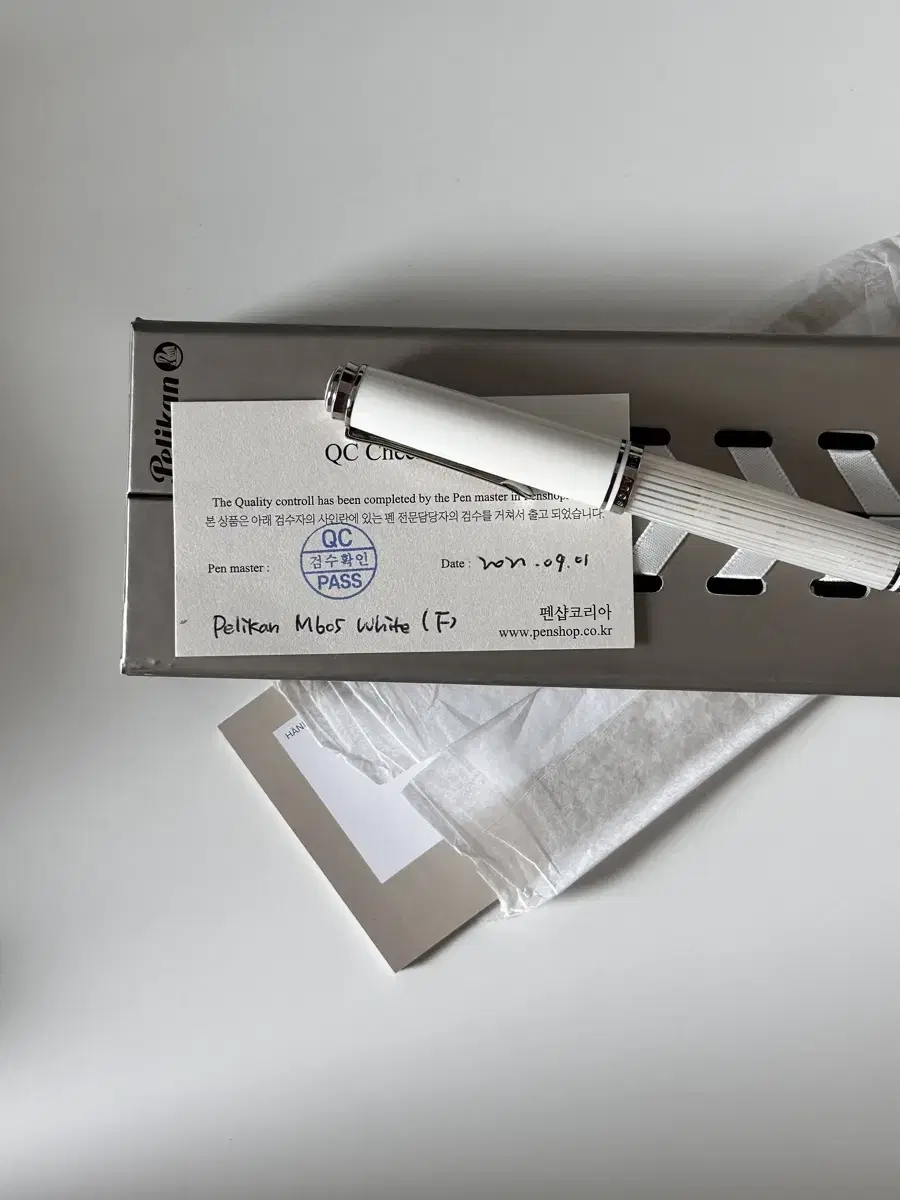 Pelikan
QC
The Quality controll has been completed by the Pen master in
본 상품은 아래 검수자의 사인란에 있는 펜 전문담당자의 검수를 거쳐서 출고 되었습니다.
QC
검수확인
PASS
Pen master :
Date : 2021.09.01
Pelikan M605 White (F)
펜샵코리아
www.penshop.co.kr